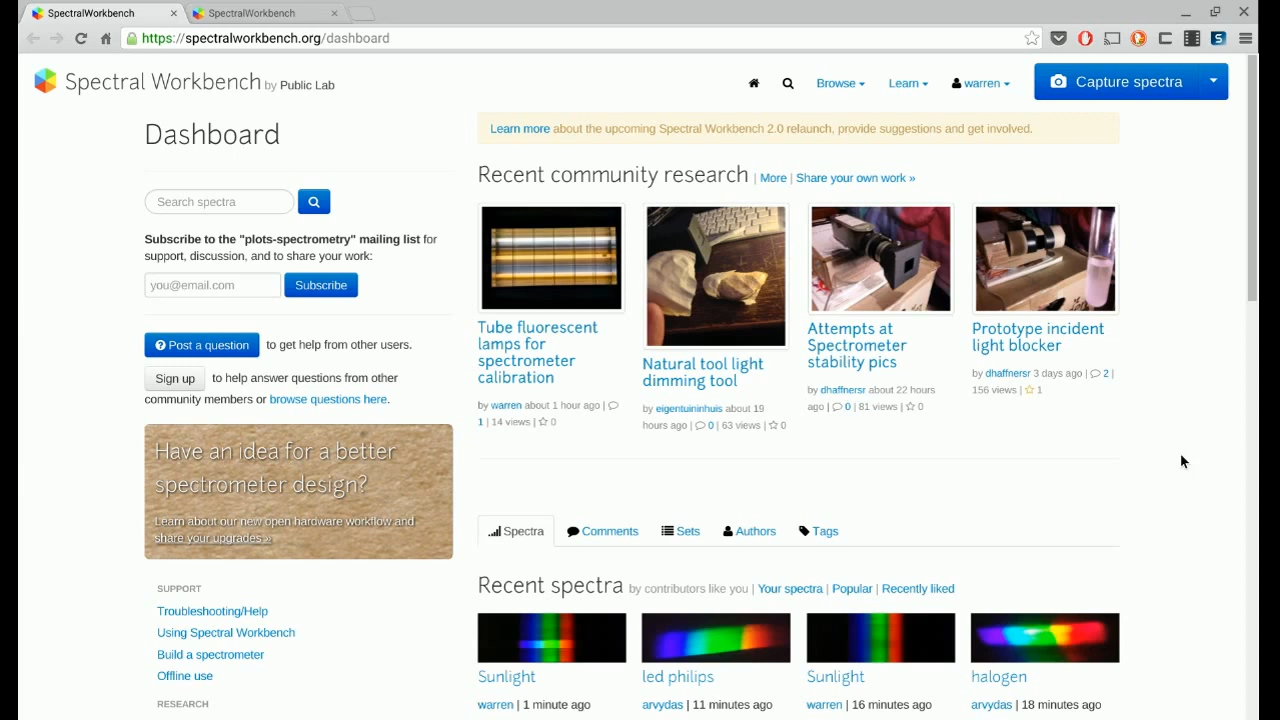 SpectralWorkbench
SpectralWorkbench
https://spectralworkbench.org/dashboard
Spectral Workbench by Public Lab
Browse
Learn
warren
Capture spectra
Dashboard
Search spectra
Subscribe to the "plots-spectrometry" mailing list for
support, discussion, and to share your work:
you@email.com
Subscribe
Post a question to get help from other users.
Sign up to help answer questions from other
community members or browse questions here.
Have an idea for a better
spectrometer design?
Learn about our new open hardware workflow and
share your upgrades »
SUPPORT
Troubleshooting/Help
Using Spectral Workbench
Build a spectrometer
Offline use
RESEARCH
Learn more about the upcoming Spectral Workbench 2.0 relaunch, provide suggestions and get involved.
Recent community research | More | Share your own work »
Tube fluorescent
lamps for
spectrometer
calibration
by warren about 1 hour ago |
1 | 14 views | 0
Natural tool light
dimming tool
by eigentuininhuis about 19
hours ago | 0 | 63 views | 0
Attempts at
Spectrometer
stability pics
by dhaffnersr about 22 hours
ago | 0 | 81 views | 0
Prototype incident
light blocker
by dhaffnersr 3 days ago | 2 |
156 views | 1
Spectra
Comments
Sets
Authors
Tags
Recent spectra by contributors like you | Your spectra | Popular | Recently liked
Sunlight
warren | 1 minute ago
led philips
arvydas | 11 minutes ago
Sunlight
warren | 16 minutes ago
halogen
arvydas | 18 minutes ago